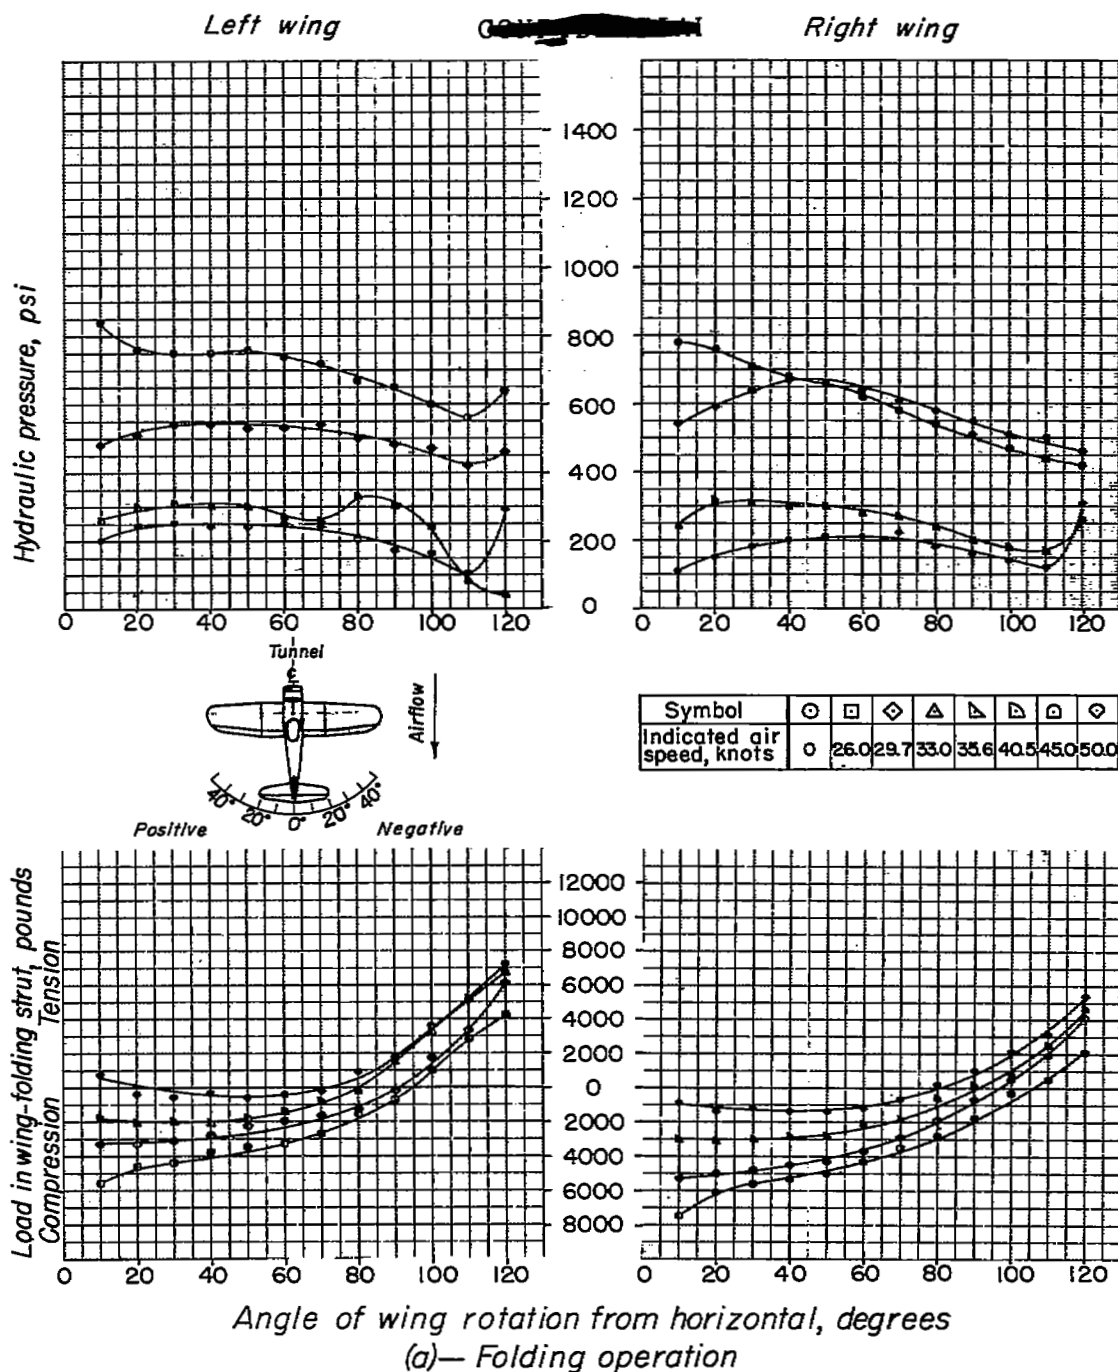 Left wing
Right wing
Hydraulic pressure, psi
1400
1200
1000
800
600
400
200
0
0 20 40 60 80 100 120
0 20 40 60 80 100 120
Tunnel
Airflow
40° 20° 0° 20° 40°
Positive
Negative
Symbol
Indicated air speed, knots 0 26.0 29.7 33.0 35.6 40.5 45.0 50.0
Load in wing-folding strut, pounds
Compression Tension
12000
10000
8000
6000
4000
2000
0
2000
4000
6000
8000
0 20 40 60 80 100 120
0 20 40 60 80 100 120
Angle of wing rotation from horizontal, degrees
(a)— Folding operation